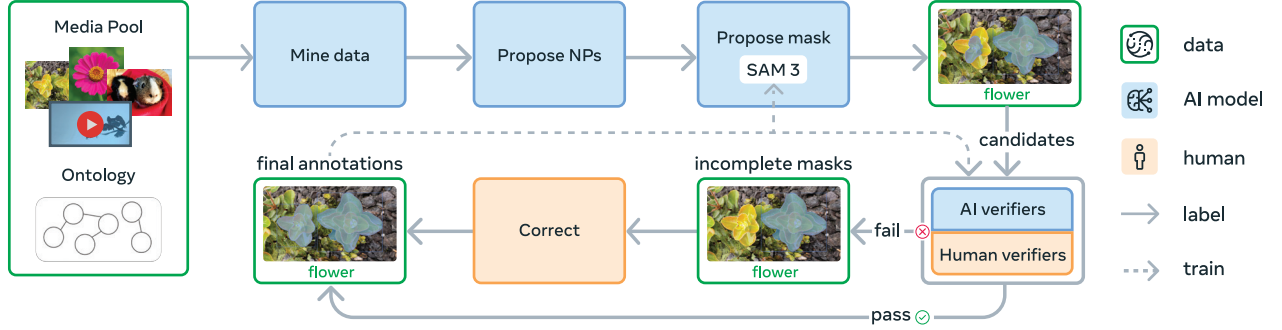 Media Pool
Ontology
Mine data
Propose NPs
Propose mask
SAM 3
flower
candidates
AI verifiers
Human verifiers
fail
incomplete masks
flower
Correct
final annotations
flower
pass
data
AI model
human
label
train